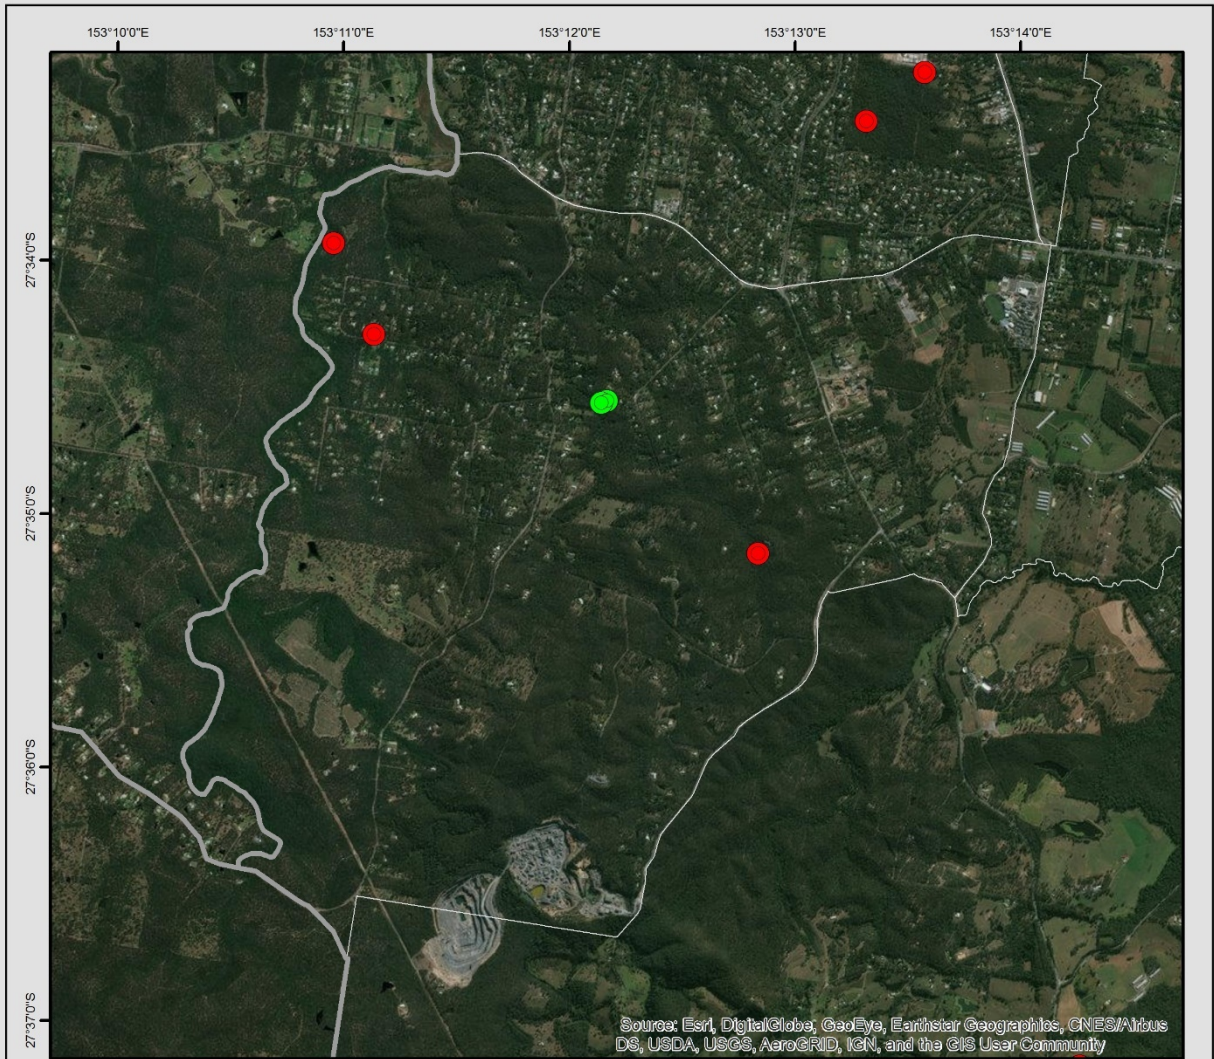 153°10'0"E 153°11'0"E 153°12'0"E 153°13'0"E 153°14'0"E
27°34'0"S
27°35'0"S
27°36'0"S
27°37'0"S
Source: Esri, DigitalGlobe, GeoEye, Earthstar Geographics, CNES/Airbus
DS, USDA, USGS, AeroGRID, IGN, and the GIS User Community